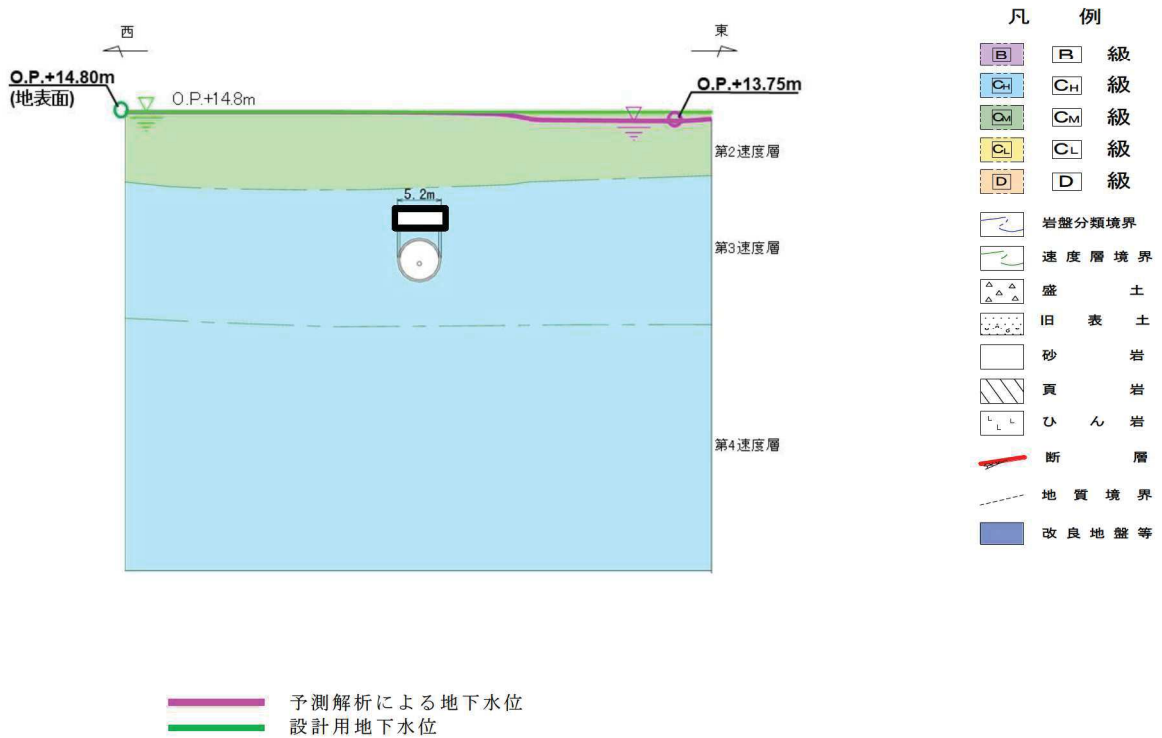 西
東
O.P.+14.80m
(地表面)
O.P.+14.8m
O.P.+13.75m
第2速度層
5.2m
第3速度層
第4速度層
凡 例
B B 級
CH CH 級
CM CM 級
CL CL 級
D D 級
岩盤分類境界
速度層境界
盛土
旧表土
砂岩
頁岩
ひん岩
断層
地質境界
改良地盤等
予測解析による地下水位
設計用地下水位